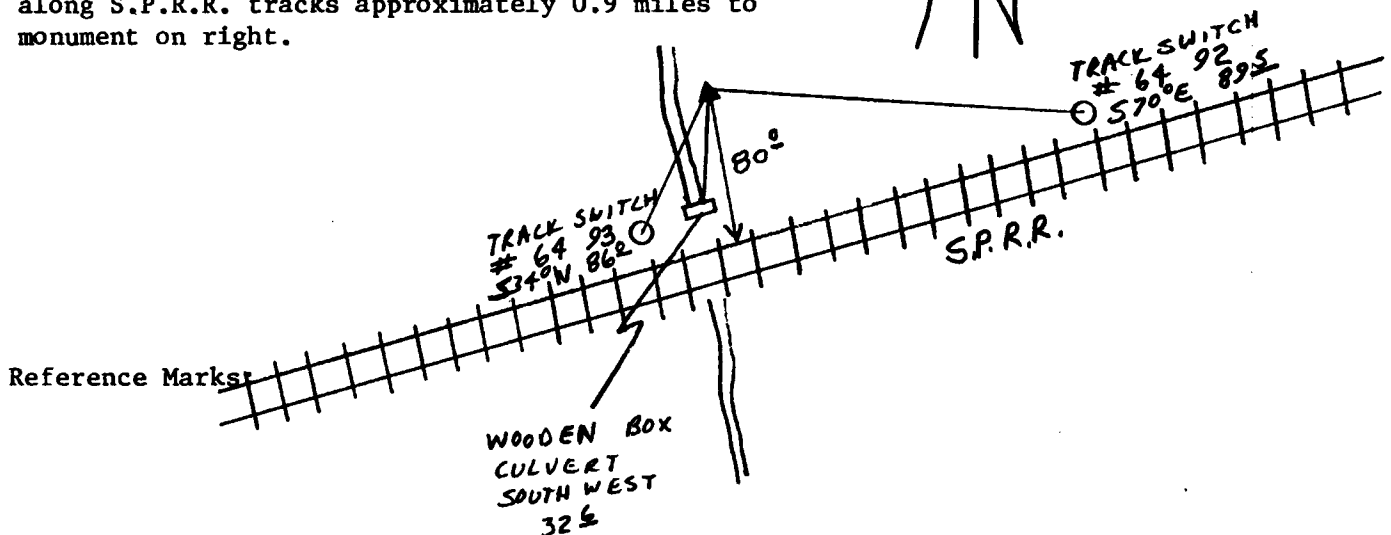 along S.P.R.R. tracks approximately 0.9 miles to
monument on right.
TRACK SWITCH
# 64 92
S70°E 89 5
80 0
TRACK SWITCH
# 64 93
S34°W 86 2
S.P.R.R.
Reference Marks:
WOODEN BOX
CULVERT
SOUTH WEST
32 6